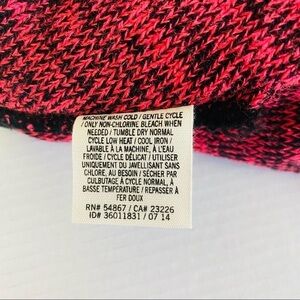 MACHINE WASH COLD / GENTLE CYCLE
/ ONLY NON-CHLORINE BLEACH WHEN
NEEDED / TUMBLE DRY NORMAL
CYCLE LOW HEAT / COOL IRON /
LAVABLE À LA MACHINE, À L'EAU
FROIDE / CYCLE DÉLICAT / UTILISER
UNIQUEMENT DU JAVELLISANT SANS
CHLORE, AU BESOIN / SÉCHER PAR
CULBUTAGE À CYCLE NORMAL, À
BASSE TEMPÉRATURE / REPASSER À
FER DOUX
RN# 54867 / CA# 23226
ID# 36011831 / 07 14